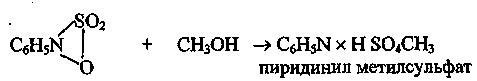 SO₂
C₆H₅N + CH₃OH → C₆H₅N × H SO₄CH₃
O
пиридинил метилсульфат